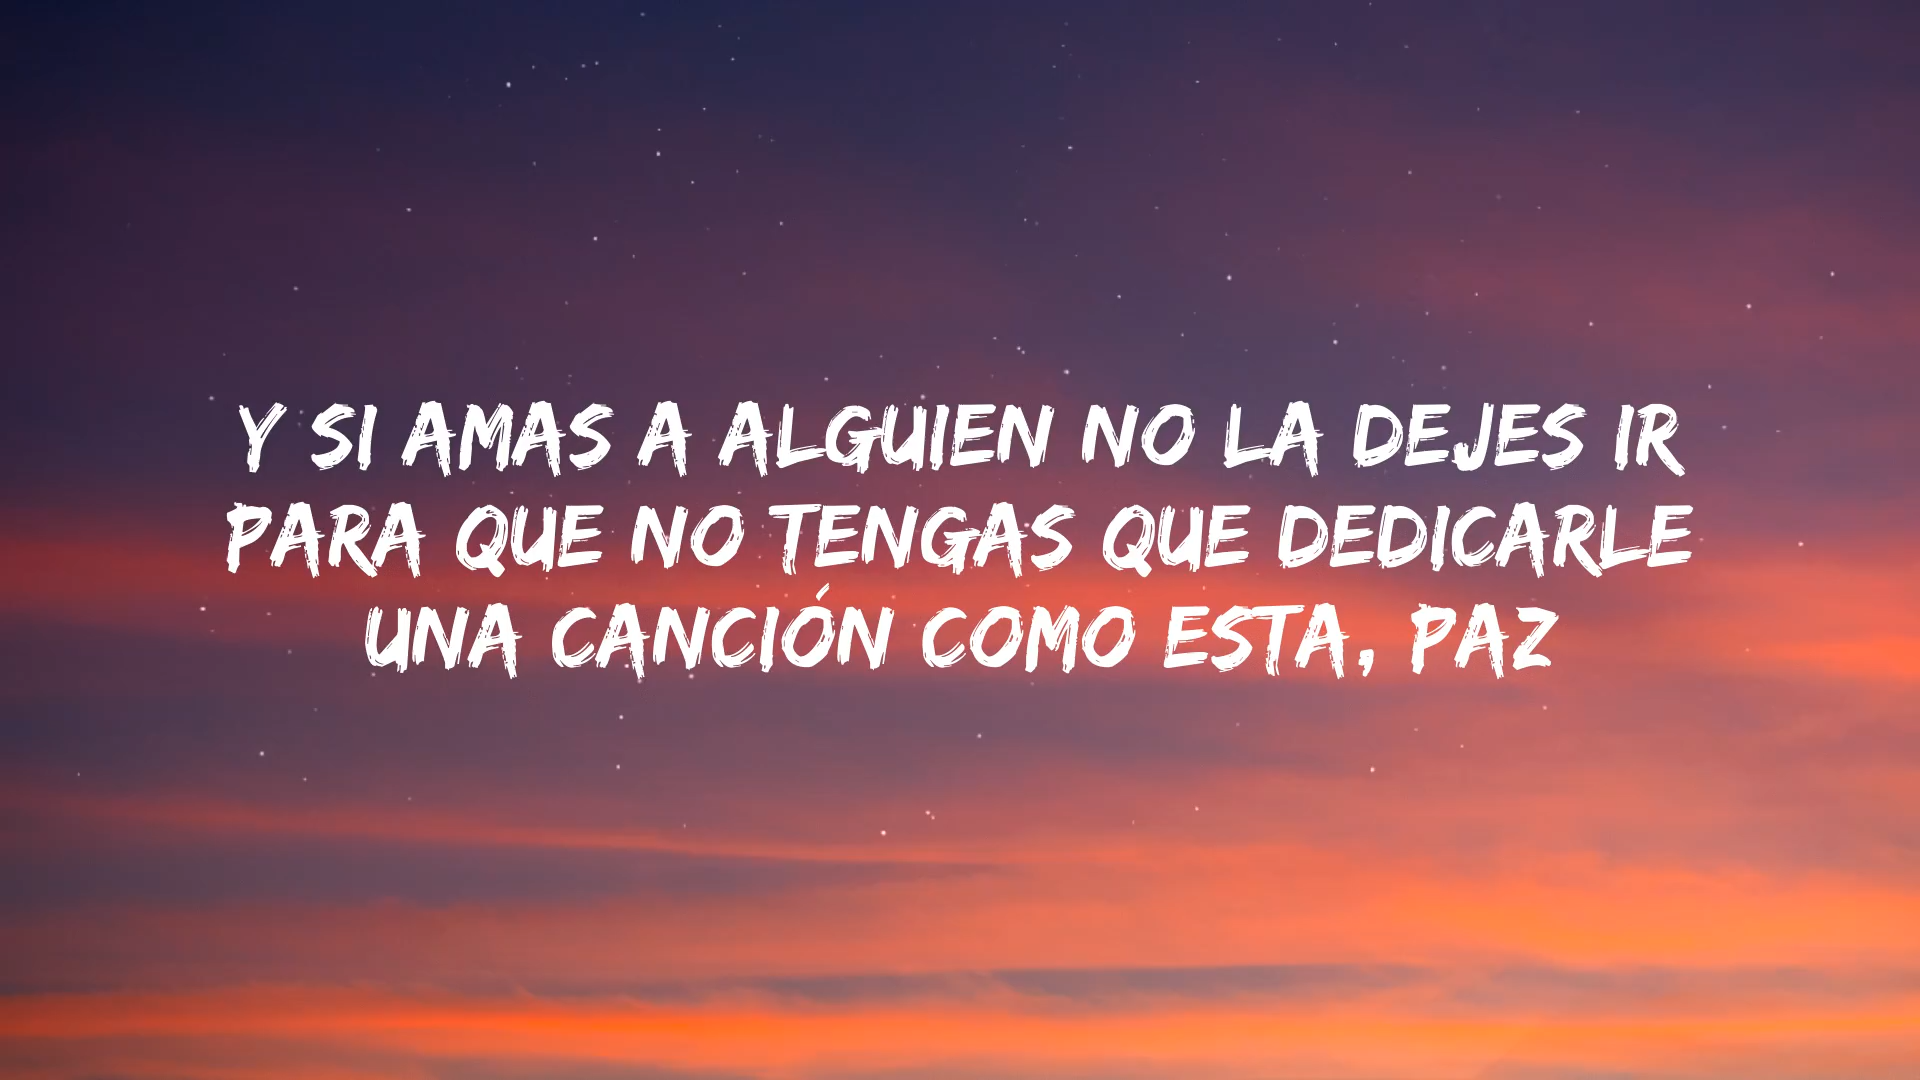 Y SI AMAS A ALGUIEN NO LA DEJES IR
PARA QUE NO TENGAS QUE DEDICARLE
UNA CANCIÓN COMO ESTA, PAZ